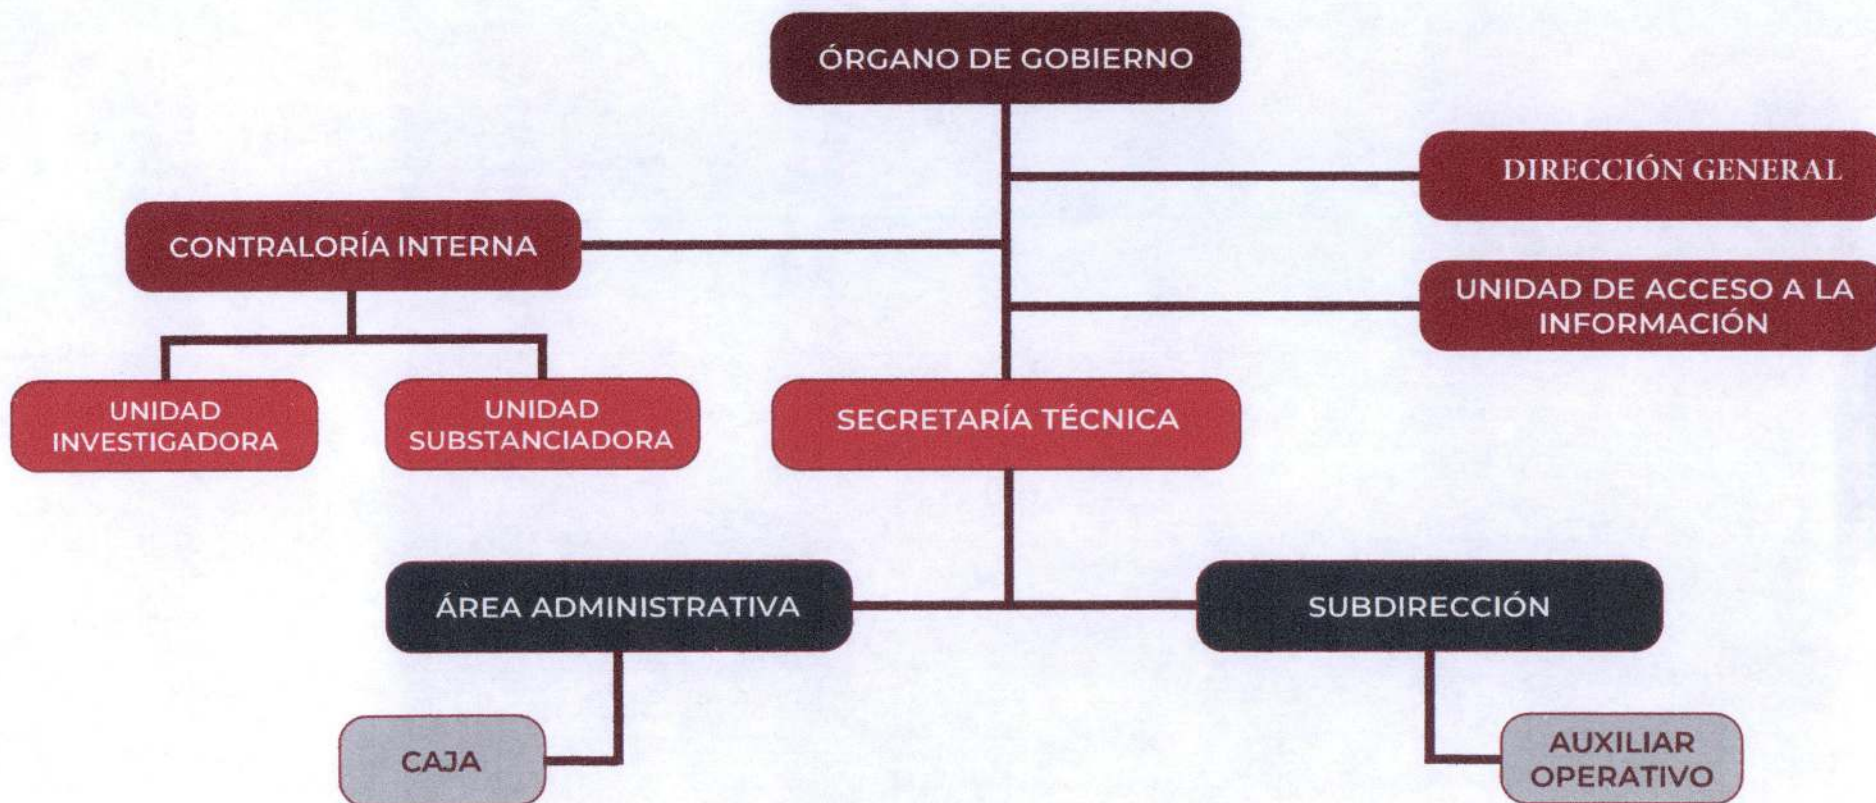 ÓRGANO DE GOBIERNO
DIRECCIÓN GENERAL
CONTRALORÍA INTERNA
UNIDAD DE ACCESO A LA
INFORMACIÓN
UNIDAD
INVESTIGADORA
UNIDAD
SUBSTANCIADORA
SECRETARÍA TÉCNICA
ÁREA ADMINISTRATIVA
SUBDIRECCIÓN
CAJA
AUXILIAR
OPERATIVO